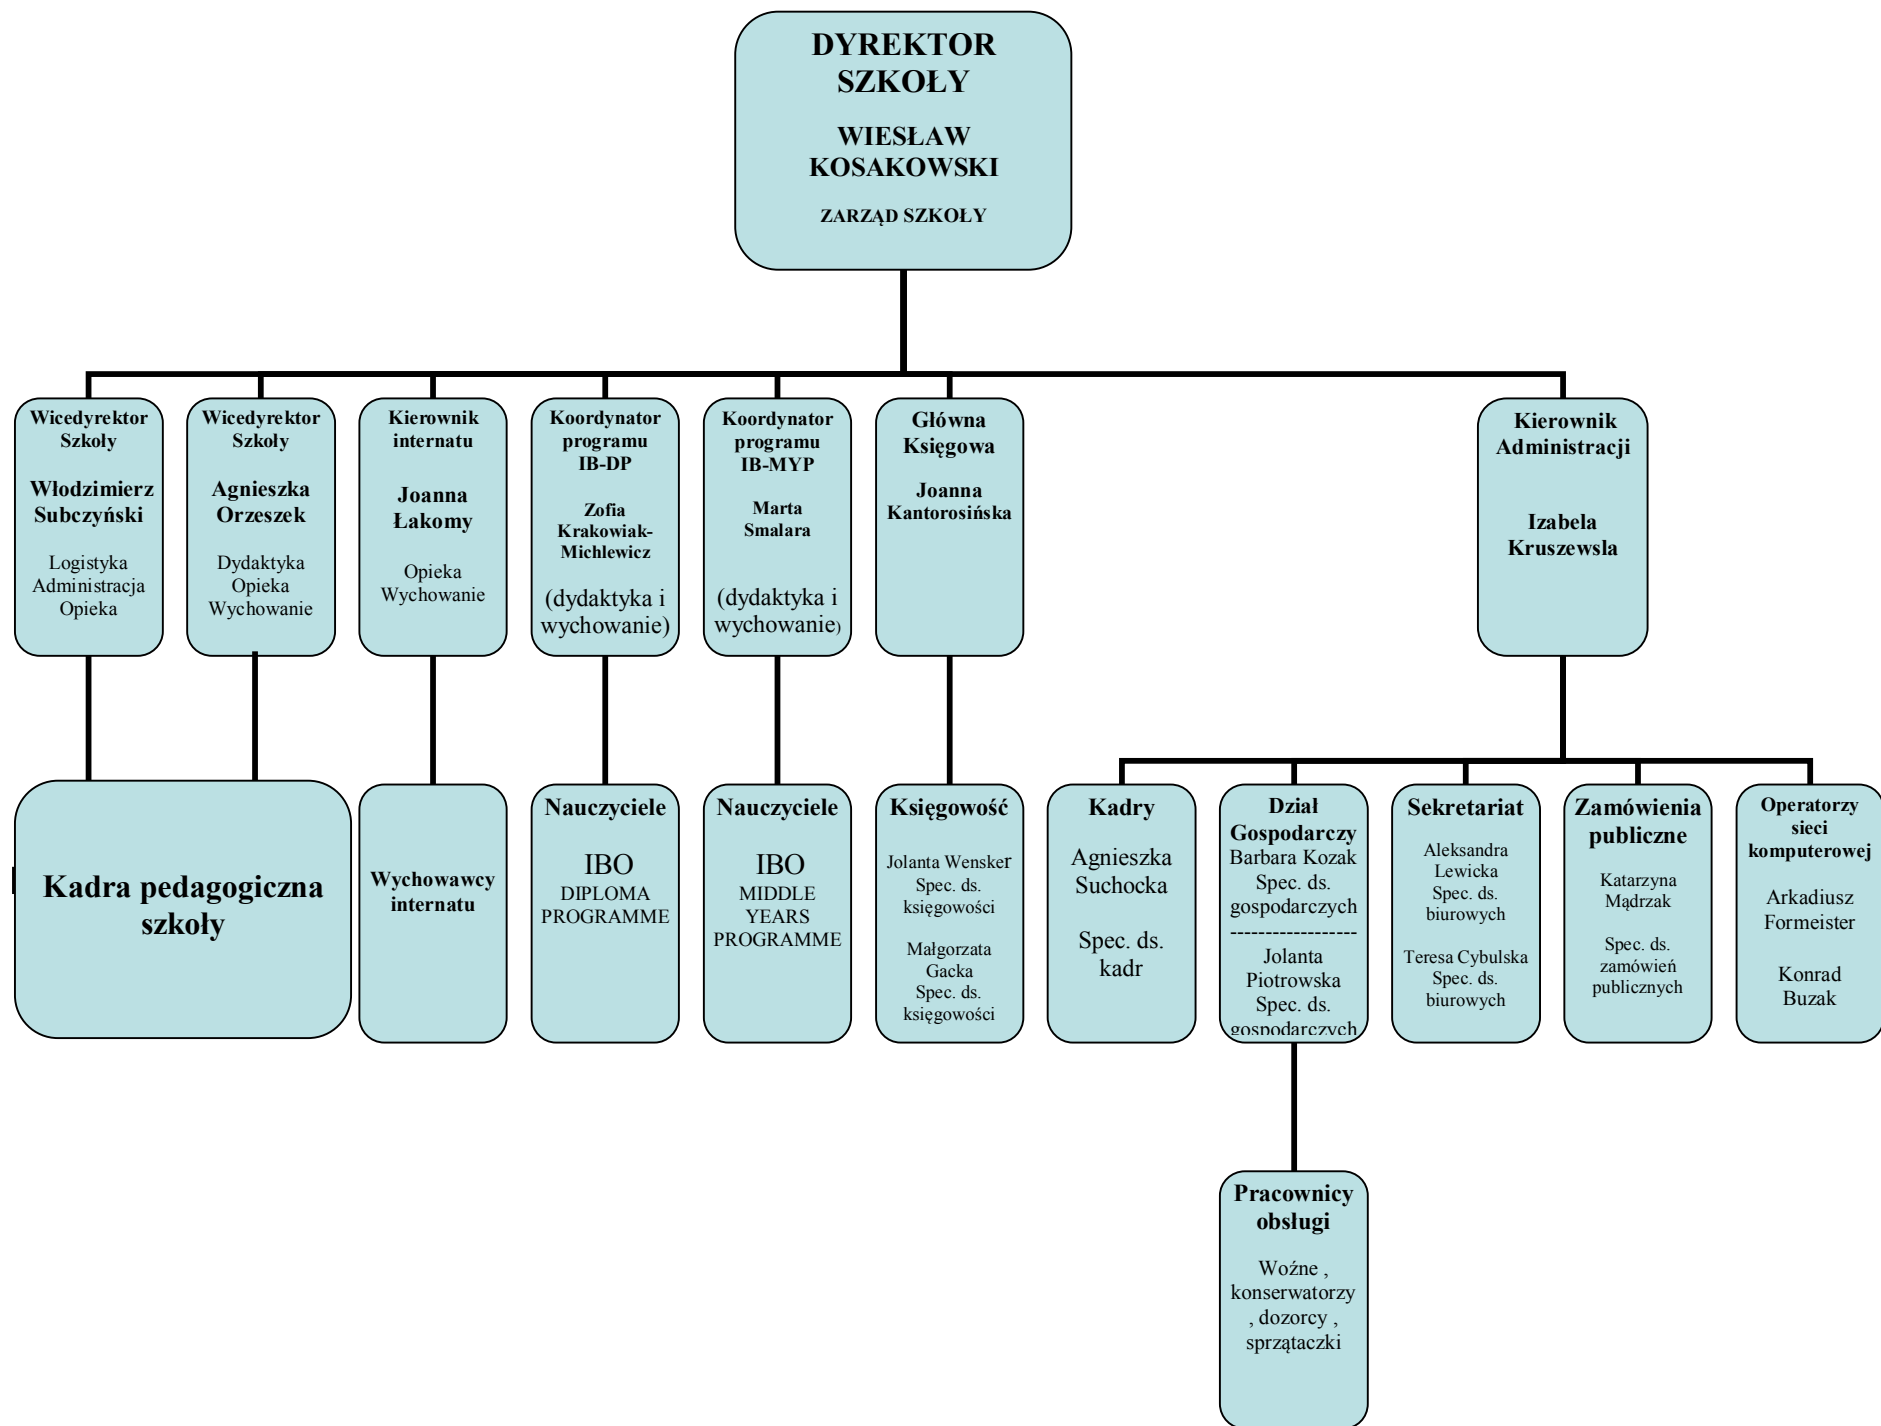 DYREKTOR
SZKOŁY
WIESŁAW
KOSAKOWSKI
ZARZĄD SZKOŁY
Wicedyrektor
Szkoły
Włodzimierz
Subczyński
Logistyka
Administracja
Opieka
Wicedyrektor
Szkoły
Agnieszka
Orzeszek
Dydaktyka
Opieka
Wychowanie
Kierownik
internatu
Joanna
Łakomy
Opieka
Wychowanie
Koordynator
programu
IB-DP
Zofia
Krakowiak-
Michlewicz
(dydaktyka i
wychowanie)
Koordynator
programu
IB-MYP
Marta
Smalara
(dydaktyka i
wychowanie)
Główna
Księgowa
Joanna
Kantorosińska
Kierownik
Administracji
Izabela
Kruszewsla
Kadra pedagogiczna
szkoły
Wychowawcy
internatu
Nauczyciele
IBO
DIPLOMA
PROGRAMME
Nauczyciele
IBO
MIDDLE
YEARS
PROGRAMME
Księgowość
Jolanta Wensker
Spec. ds.
księgowości
Małgorzata
Gacka
Spec. ds.
księgowości
Kadry
Agnieszka
Suchocka
Spec. ds.
kadr
Dział
Gospodarczy
Barbara Kozak
Spec. ds.
gospodarczych
-------------------
Jolanta
Piotrowska
Spec. ds.
gospodarczych
Sekretariat
Aleksandra
Lewicka
Spec. ds.
biurowych
Teresa Cybulska
Spec. ds.
biurowych
Zamówienia
publiczne
Katarzyna
Mądrzak
Spec. ds.
zamówień
publicznych
Operatorzy
sieci
komputerowej
Arkadiusz
Formeister
Konrad
Buzak
Pracownicy
obsługi
Woźne ,
konserwatorzy
, dozorcy ,
sprzątaczki